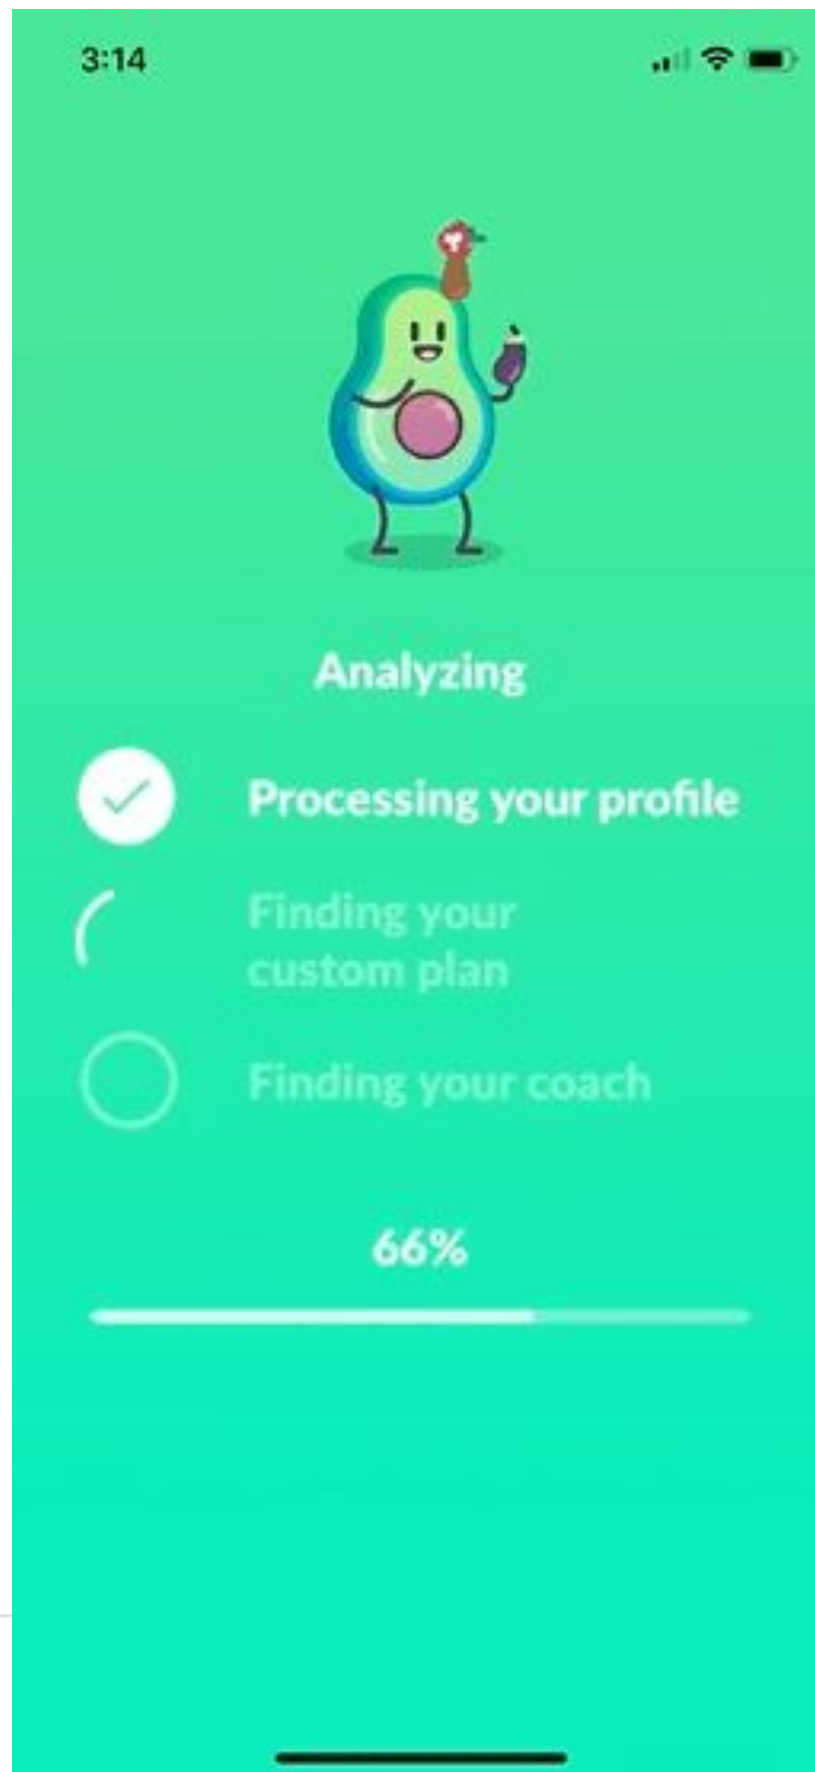 3:14
Analyzing
Processing your profile
Finding your
custom plan
Finding your coach
66%